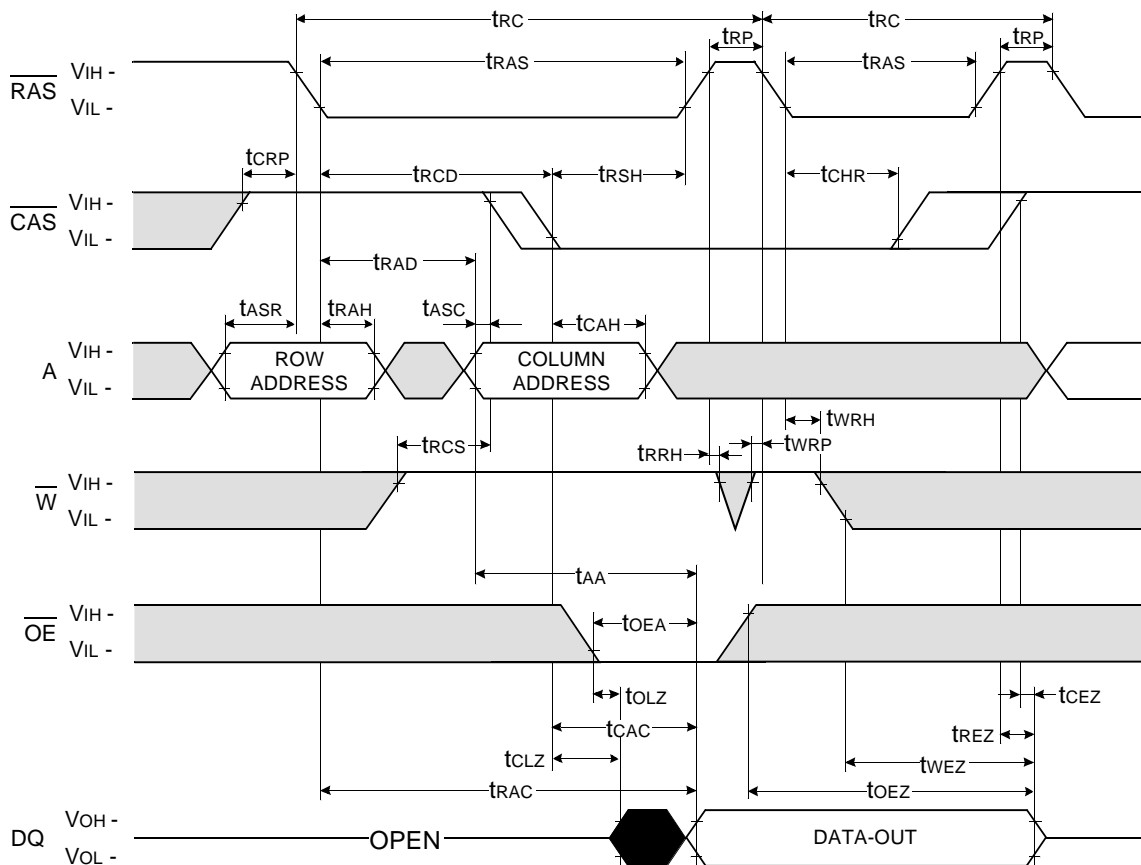 tRC tRC
tRP tRP
tRAS tRAS
RAS VIH -
VIL -
tCRP tRCD tRSH tCHR
CAS VIH -
VIL -
tRAD
tASR tRAH tASC tCAH
A VIH -
VIL -
ROW ADDRESS
COLUMN ADDRESS
tWRH
tRCS tRRH tWRP
W VIH -
VIL -
tAA
OE VIH -
VIL -
tOEA
tOLZ tCEZ
tCAC tREZ
tCLZ tWEZ
tRAC tOEZ
DQ VOH -
VOL -
OPEN DATA-OUT